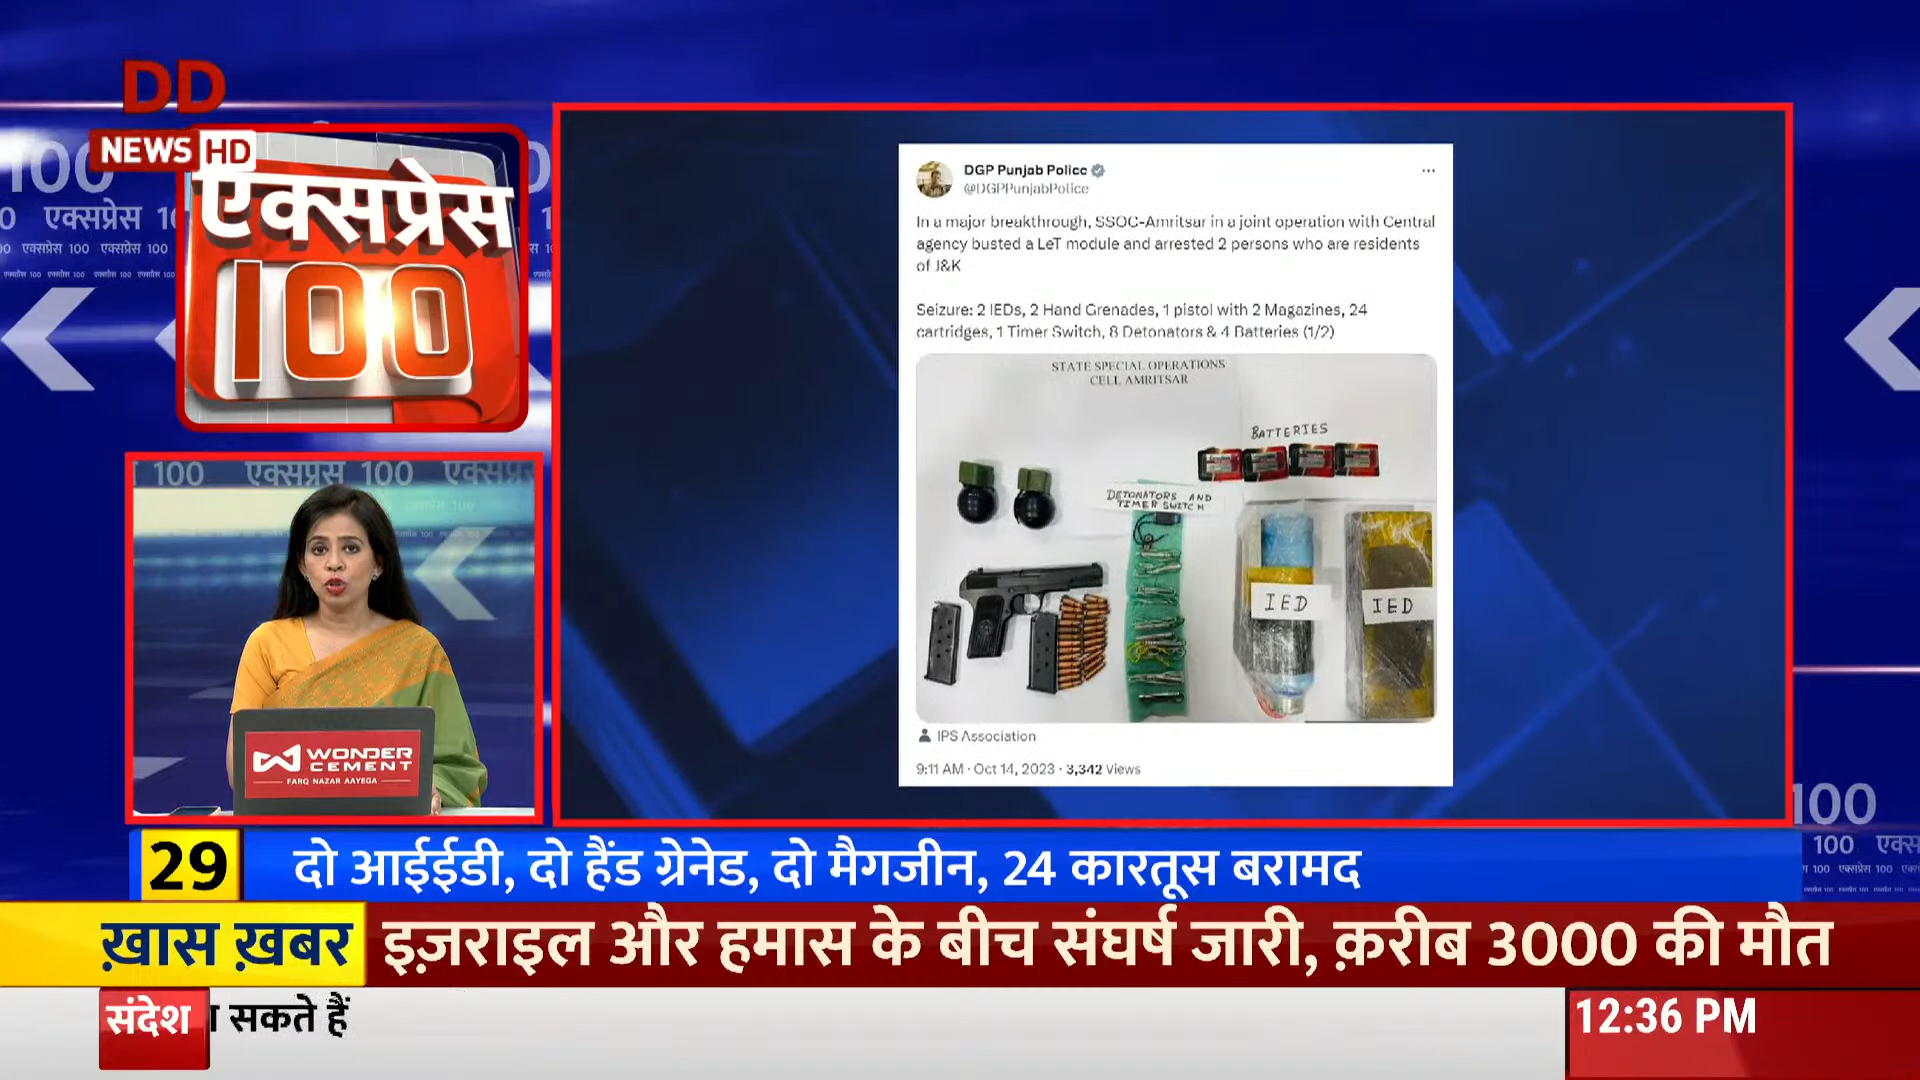 DD
NEWS HD
एक्सप्रेस
100
DGP Punjab Police
@DGPPunjabPolice
In a major breakthrough, SSOC-Amritsar in a joint operation with Central
agency busted a LeT module and arrested 2 persons who are residents
of J&K
Seizure: 2 IEDs, 2 Hand Grenades, 1 pistol with 2 Magazines, 24
cartridges, 1 Timer Switch, 8 Detonators & 4 Batteries (1/2)
STATE SPECIAL OPERATIONS
CELL AMRITSAR
BATTERIES
DETONATORS AND
TIMER SWITCH
IED
IED
IPS Association
9:11 AM · Oct 14, 2023 · 3,342 Views
100 एक्सप्रेस 100
WONDER
CEMENT
FARQ NAZAR AAYEGA
29 दो आईईडी, दो हैंड ग्रेनेड, दो मैगजीन, 24 कारतूस बरामद
ख़ास ख़बर इज़राइल और हमास के बीच संघर्ष जारी, क़रीब 3000 की मौत
संदेश सकते हैं
12:36 PM